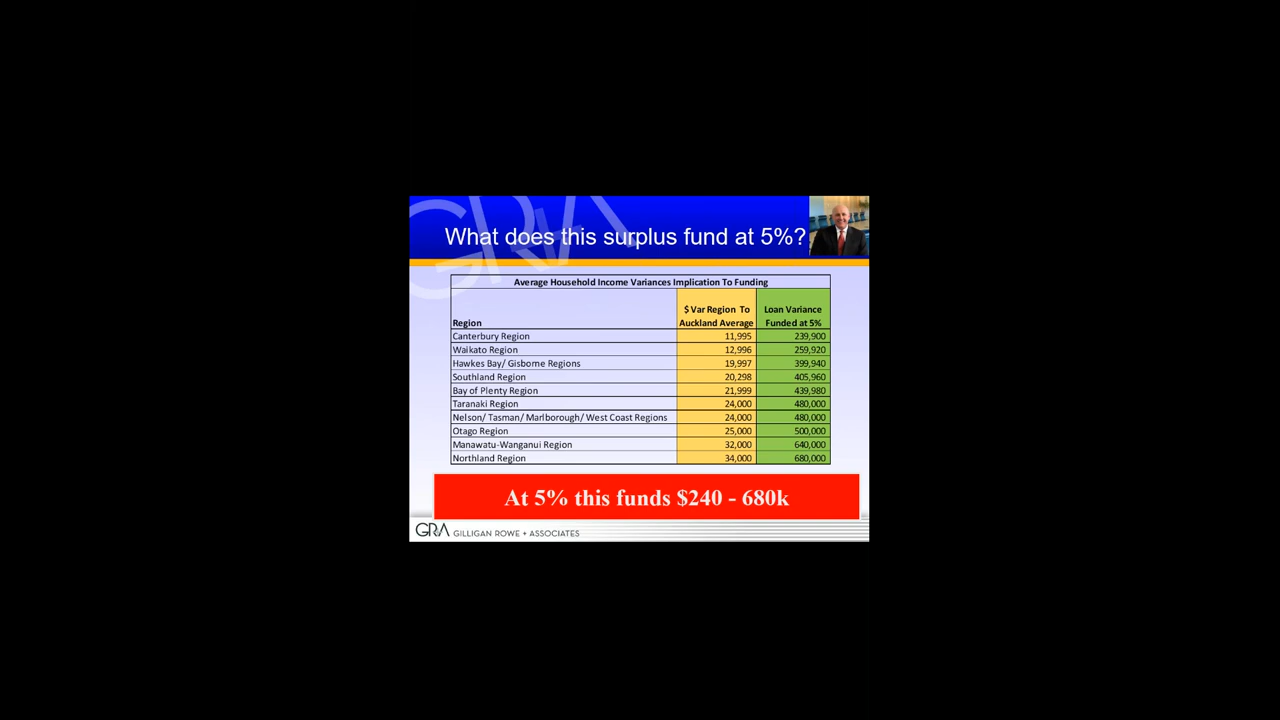 GRA
What does this surplus fund at 5%?
Average Household Income Variances Implication To Funding
Region $ Var Region To Auckland Average Loan Variance Funded at 5%
Canterbury Region 11,995 239,900
Waikato Region 12,996 259,920
Hawkes Bay/ Gisborne Regions 19,997 399,940
Southland Region 20,298 405,960
Bay of Plenty Region 21,999 439,980
Taranaki Region 24,000 480,000
Nelson/ Tasman/ Marlborough/ West Coast Regions 24,000 480,000
Otago Region 25,000 500,000
Manawatu-Wanganui Region 32,000 640,000
Northland Region 34,000 680,000
At 5% this funds $240 - 680k
GRA GILLIGAN ROWE + ASSOCIATES